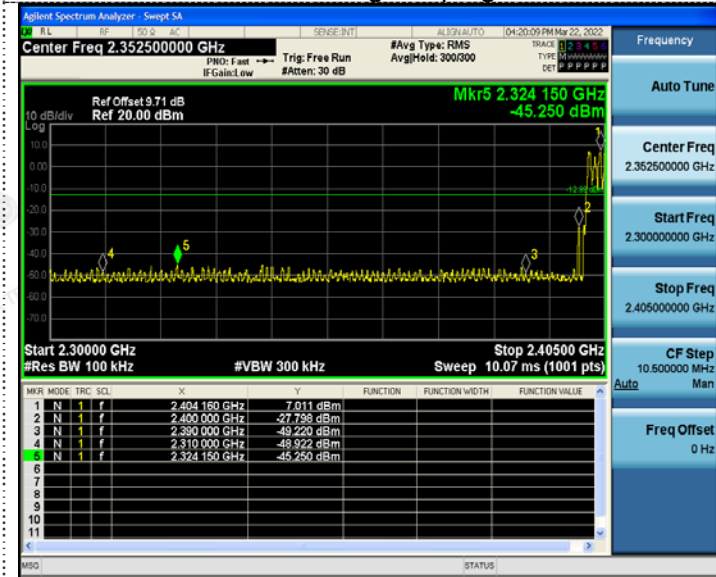 Agilent Spectrum Analyzer - Swept SA
RL RF 50 Ω AC SENSE:INT ALIGNAUTO 04:20:09 PM Mar 22, 2022
Center Freq 2.352500000 GHz
PNO: Fast
IFGain:Low
Trig: Free Run
#Atten: 30 dB
#Avg Type: RMS
Avg|Hold: 300/300
TRACE 1 2 3 4 5 6
TYPE M
DET P P P P P P
Frequency
Mkr5 2.324 150 GHz
-45.250 dBm
Ref Offset 9.71 dB
10 dB/div Ref 20.00 dBm
Log
10.0
0.00
-10.0
-20.0
-30.0
-40.0
-50.0
-60.0
-70.0
1
2
3
4
5
Start 2.30000 GHz Stop 2.40500 GHz
#Res BW 100 kHz #VBW 300 kHz Sweep 10.07 ms (1001 pts)
MKR MODE TRC SCL X Y FUNCTION FUNCTION WIDTH FUNCTION VALUE
1 N 1 f 2.404 160 GHz 7.011 dBm
2 N 1 f 2.400 000 GHz -27.798 dBm
3 N 1 f 2.390 000 GHz -49.220 dBm
4 N 1 f 2.310 000 GHz -48.922 dBm
5 N 1 f 2.324 150 GHz -45.250 dBm
6
7
8
9
10
11
MSG STATUS
Auto Tune
Center Freq
2.352500000 GHz
Start Freq
2.300000000 GHz
Stop Freq
2.405000000 GHz
CF Step
10.500000 MHz
Auto Man
Freq Offset
0 Hz